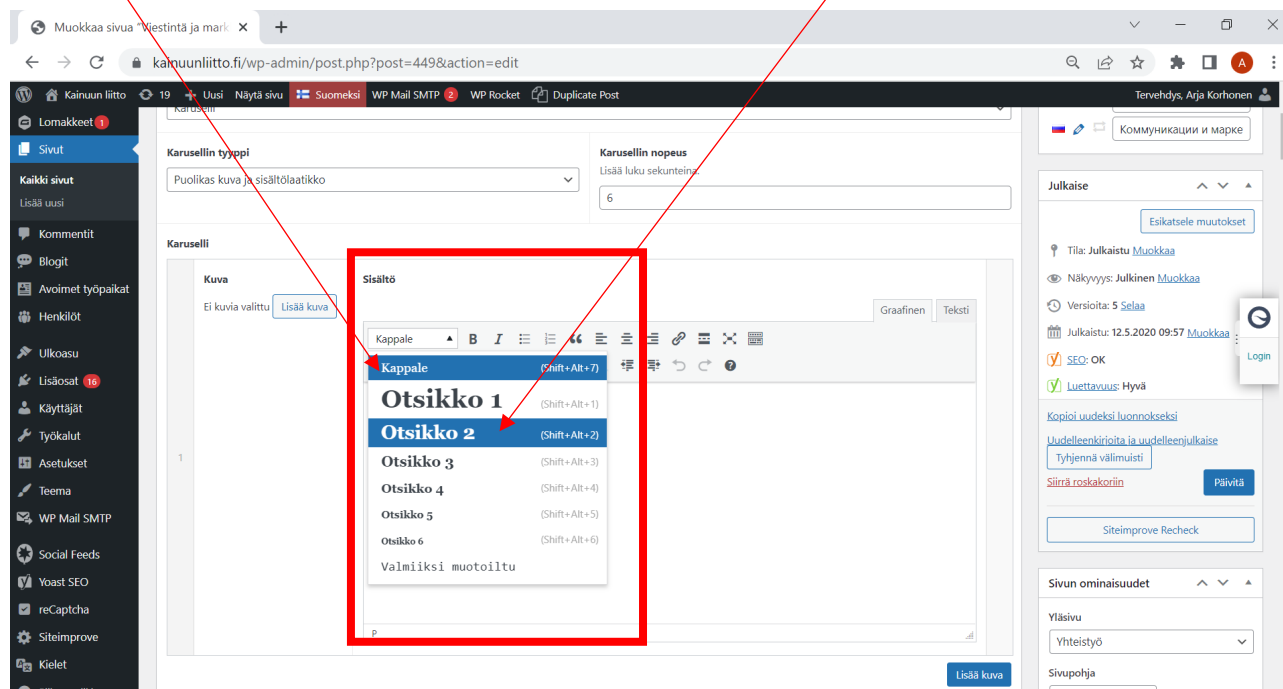 Muokkaa sivua "Viestintä ja mark
kainuunliitto.fi/wp-admin/post.php?post=449&action=edit
A
Kainuun liitto 19 Uusi Näytä sivu Suomeksi WP Mail SMTP 2 WP Rocket Duplicate Post Tervehdys, Arja Korhonen
Lomakkeet 1
Sivut
Kaikki sivut
Lisää uusi
Kommentit
Blogit
Avoimet työpaikat
Henkilöt
Ulkoasu
Lisäosat 16
Käyttäjät
Työkalut
Asetukset
Teema
WP Mail SMTP
Social Feeds
Yoast SEO
reCaptcha
Siteimprove
Kielet
Karuselli
Karusellin tyyppi
Puolikas kuva ja sisältölaatikko
Karusellin nopeus
Lisää luku sekunteina.
6
Karuselli
1
Kuva
Ei kuvia valittu Lisää kuva
Sisältö
Graafinen Teksti
Kappale B I
Kappale (Shift+Alt+7)
Otsikko 1 (Shift+Alt+1)
Otsikko 2 (Shift+Alt+2)
Otsikko 3 (Shift+Alt+3)
Otsikko 4 (Shift+Alt+4)
Otsikko 5 (Shift+Alt+5)
Otsikko 6 (Shift+Alt+6)
Valmiiksi muotoiltu
P
Lisää kuva
Коммуникации и марке
Julkaise
Esikatsele muutokset
Tila: Julkaistu Muokkaa
Näkyvyys: Julkinen Muokkaa
Versioita: 5 Selaa
Julkaistu: 12.5.2020 09:57 Muokkaa
SEO: OK
Luettavuus: Hyvä
Kopioi uudeksi luonnokseksi
Uudelleenkirjoita ja uudelleenjulkaise
Tyhjennä välimuisti
Siirrä roskakoriin Päivitä
Siteimprove Recheck
Login
Sivun ominaisuudet
Yläsivu
Yhteistyö
Sivupohja